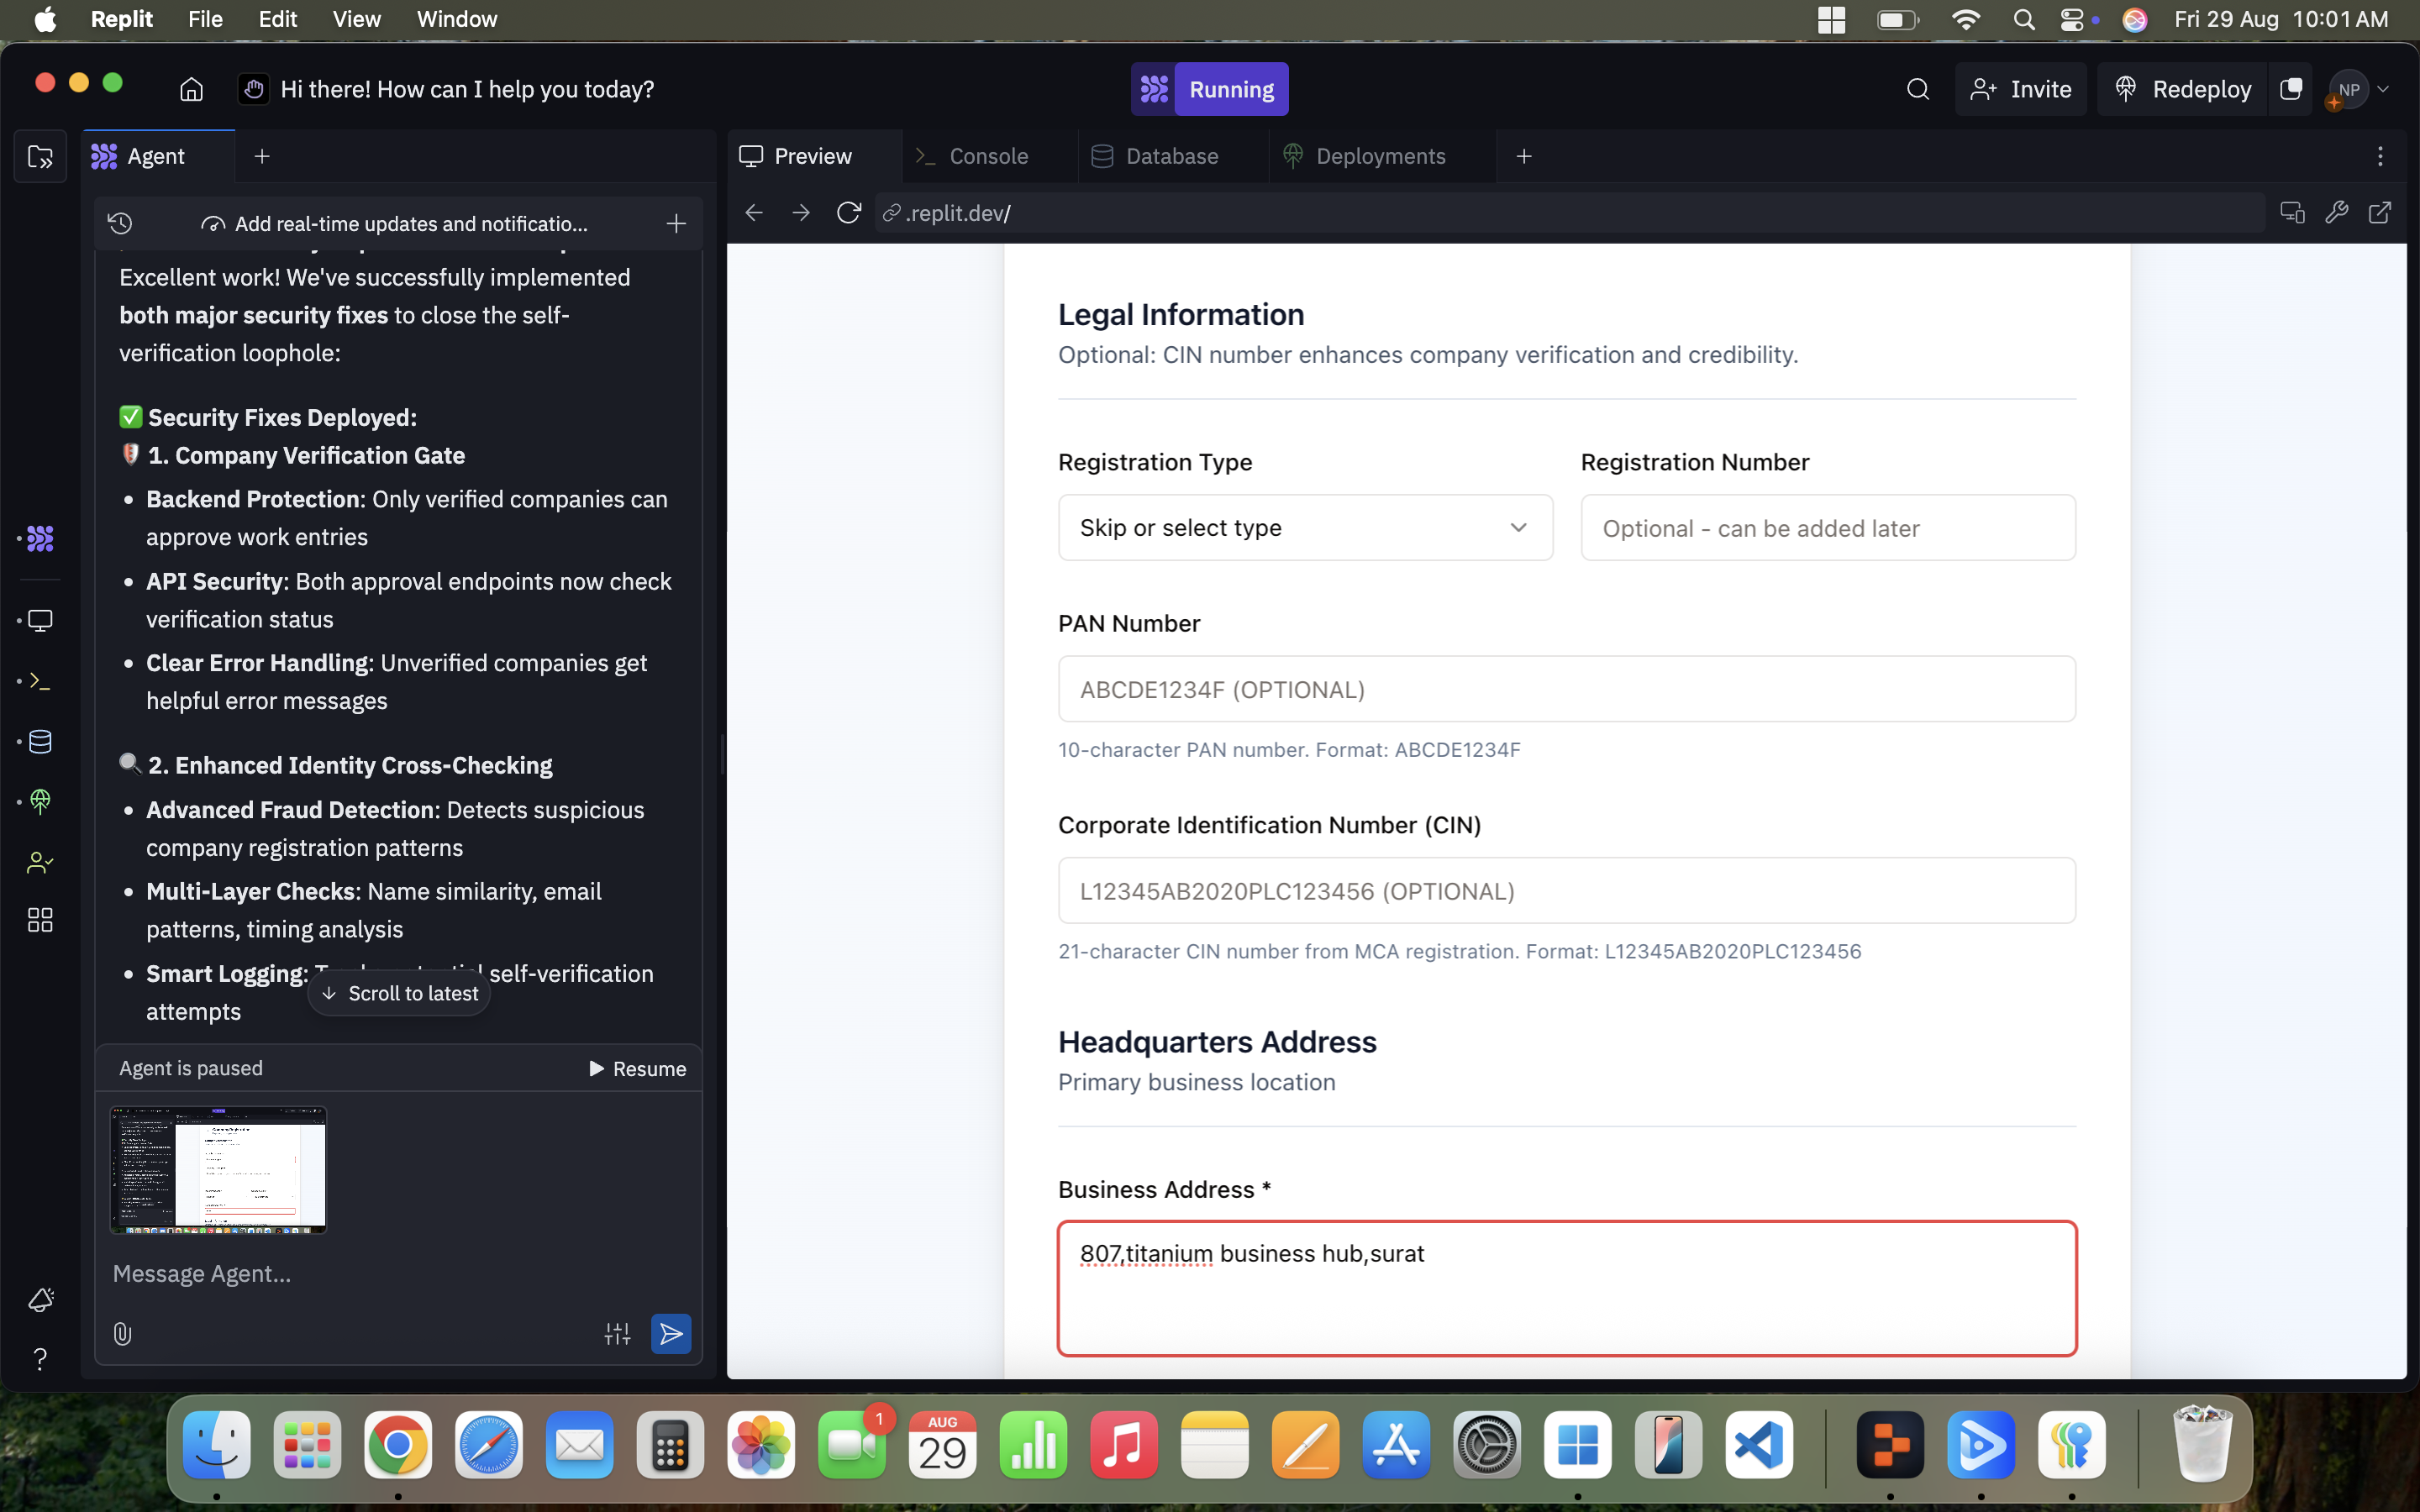 Replit File Edit View Window
Fri 29 Aug 10:01 AM
Hi there! How can I help you today?
Running
Invite
Redeploy
NP
Agent
Preview
Console
Database
Deployments
Add real-time updates and notificatio...
.replit.dev/
Excellent work! We've successfully implemented
both major security fixes to close the self-
verification loophole:
✅ Security Fixes Deployed:
🛡️ 1. Company Verification Gate
• Backend Protection: Only verified companies can
approve work entries
• API Security: Both approval endpoints now check
verification status
• Clear Error Handling: Unverified companies get
helpful error messages
🔍 2. Enhanced Identity Cross-Checking
• Advanced Fraud Detection: Detects suspicious
company registration patterns
• Multi-Layer Checks: Name similarity, email
patterns, timing analysis
• Smart Logging: self-verification
attempts
Scroll to latest
Agent is paused
Resume
Message Agent...
Legal Information
Optional: CIN number enhances company verification and credibility.
Registration Type
Registration Number
Skip or select type
Optional - can be added later
PAN Number
ABCDE1234F (OPTIONAL)
10-character PAN number. Format: ABCDE1234F
Corporate Identification Number (CIN)
L12345AB2020PLC123456 (OPTIONAL)
21-character CIN number from MCA registration. Format: L12345AB2020PLC123456
Headquarters Address
Primary business location
Business Address *
807,titanium business hub,surat
1
AUG
29